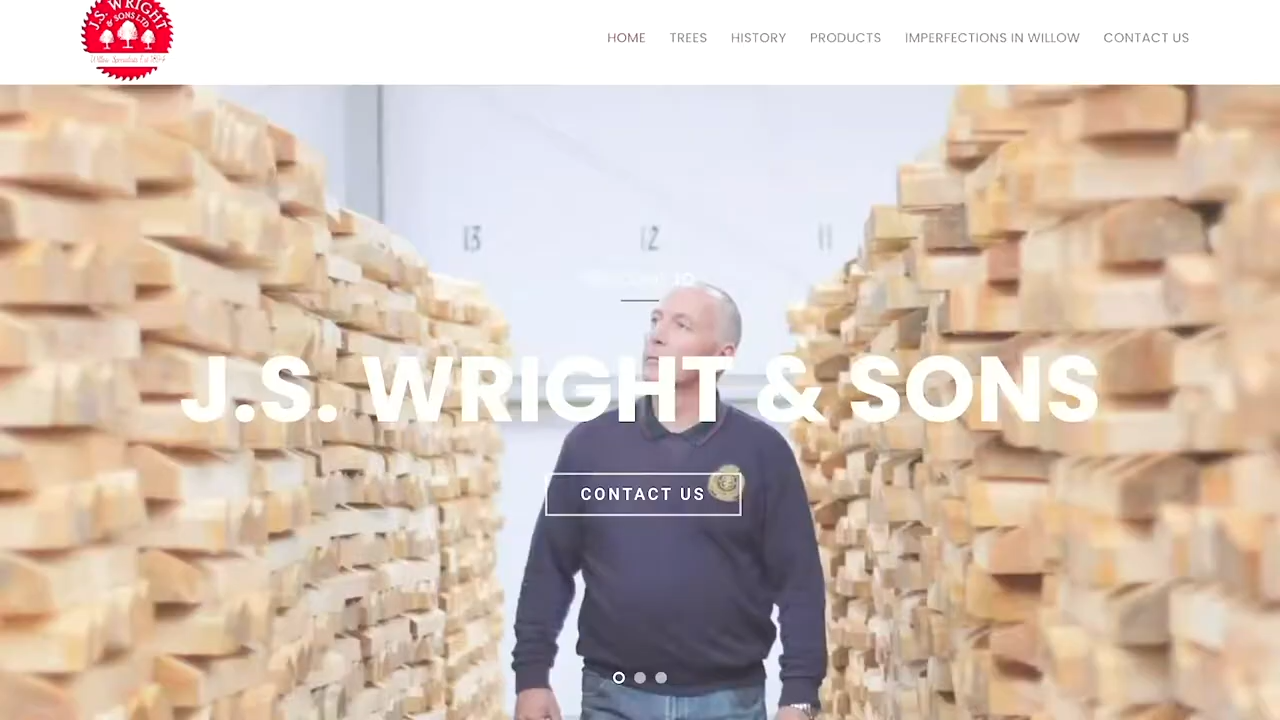 J.S. WRIGHT
& SONS LTD
HOME TREES HISTORY PRODUCTS IMPERFECTIONS IN WILLOW CONTACT US
13 12 11
TO
J.S. WRIGHT & SONS
CONTACT US